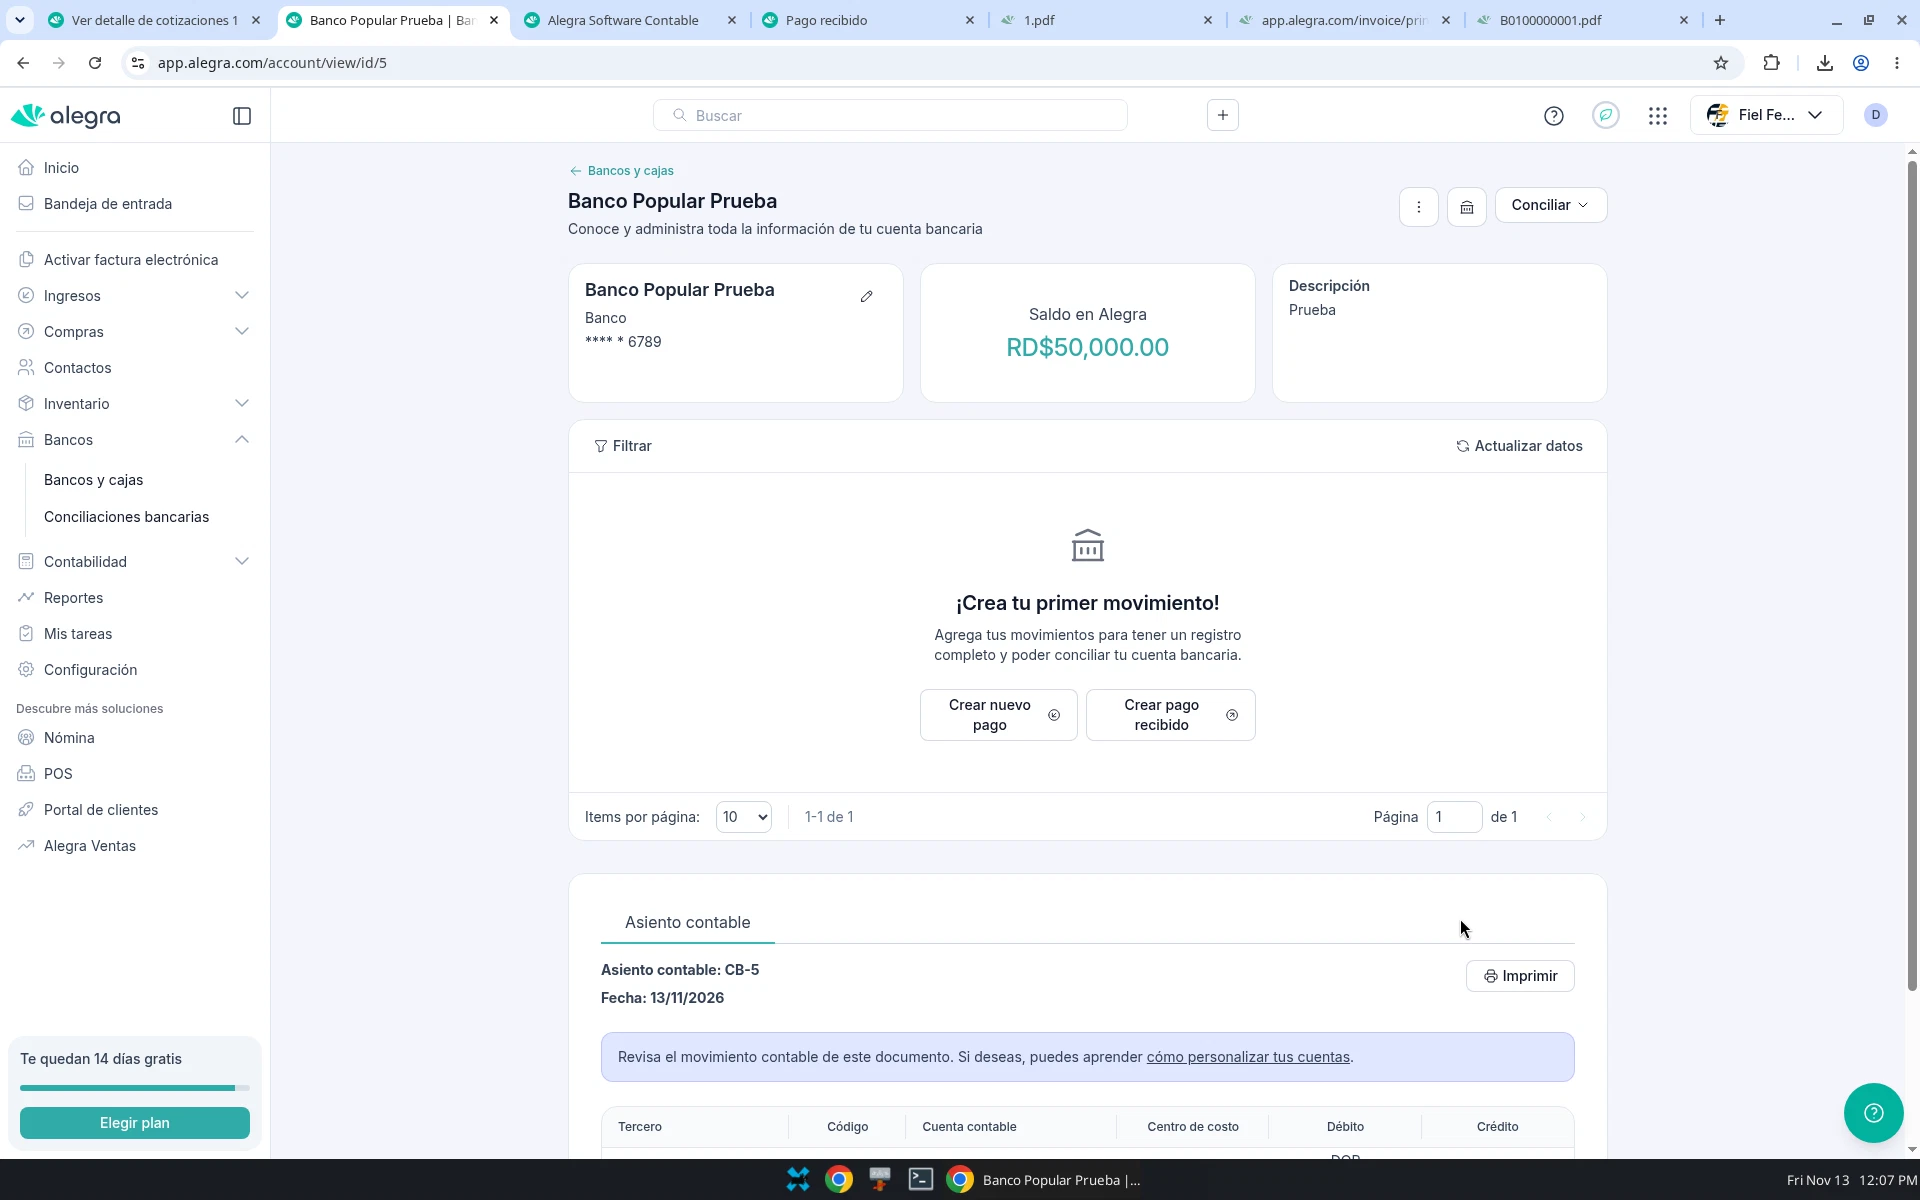 Ver detalle de cotizaciones 1
Banco Popular Prueba | Ban
Alegra Software Contable
Pago recibido
1.pdf
app.alegra.com/invoice/prin
B0100000001.pdf
app.alegra.com/account/view/id/5
alegra
Buscar
Fiel Fe...
D
Inicio
Bandeja de entrada
Activar factura electrónica
Ingresos
Compras
Contactos
Inventario
Bancos
Bancos y cajas
Conciliaciones bancarias
Contabilidad
Reportes
Mis tareas
Configuración
Descubre más soluciones
Nómina
POS
Portal de clientes
Alegra Ventas
Te quedan 14 días gratis
Elegir plan
Bancos y cajas
Banco Popular Prueba
Conoce y administra toda la información de tu cuenta bancaria
Conciliar
Banco Popular Prueba
Banco
**** * 6789
Saldo en Alegra
RD$50,000.00
Descripción
Prueba
Filtrar
Actualizar datos
¡Crea tu primer movimiento!
Agrega tus movimientos para tener un registro
completo y poder conciliar tu cuenta bancaria.
Crear nuevo
pago
Crear pago
recibido
Items por página:
10
1-1 de 1
Página
1
de 1
Asiento contable
Asiento contable: CB-5
Fecha: 13/11/2026
Imprimir
Revisa el movimiento contable de este documento. Si deseas, puedes aprender cómo personalizar tus cuentas.
Tercero
Código
Cuenta contable
Centro de costo
Débito
Crédito
DOP
Banco Popular Prueba |...
Fri Nov 13
12:07 PM